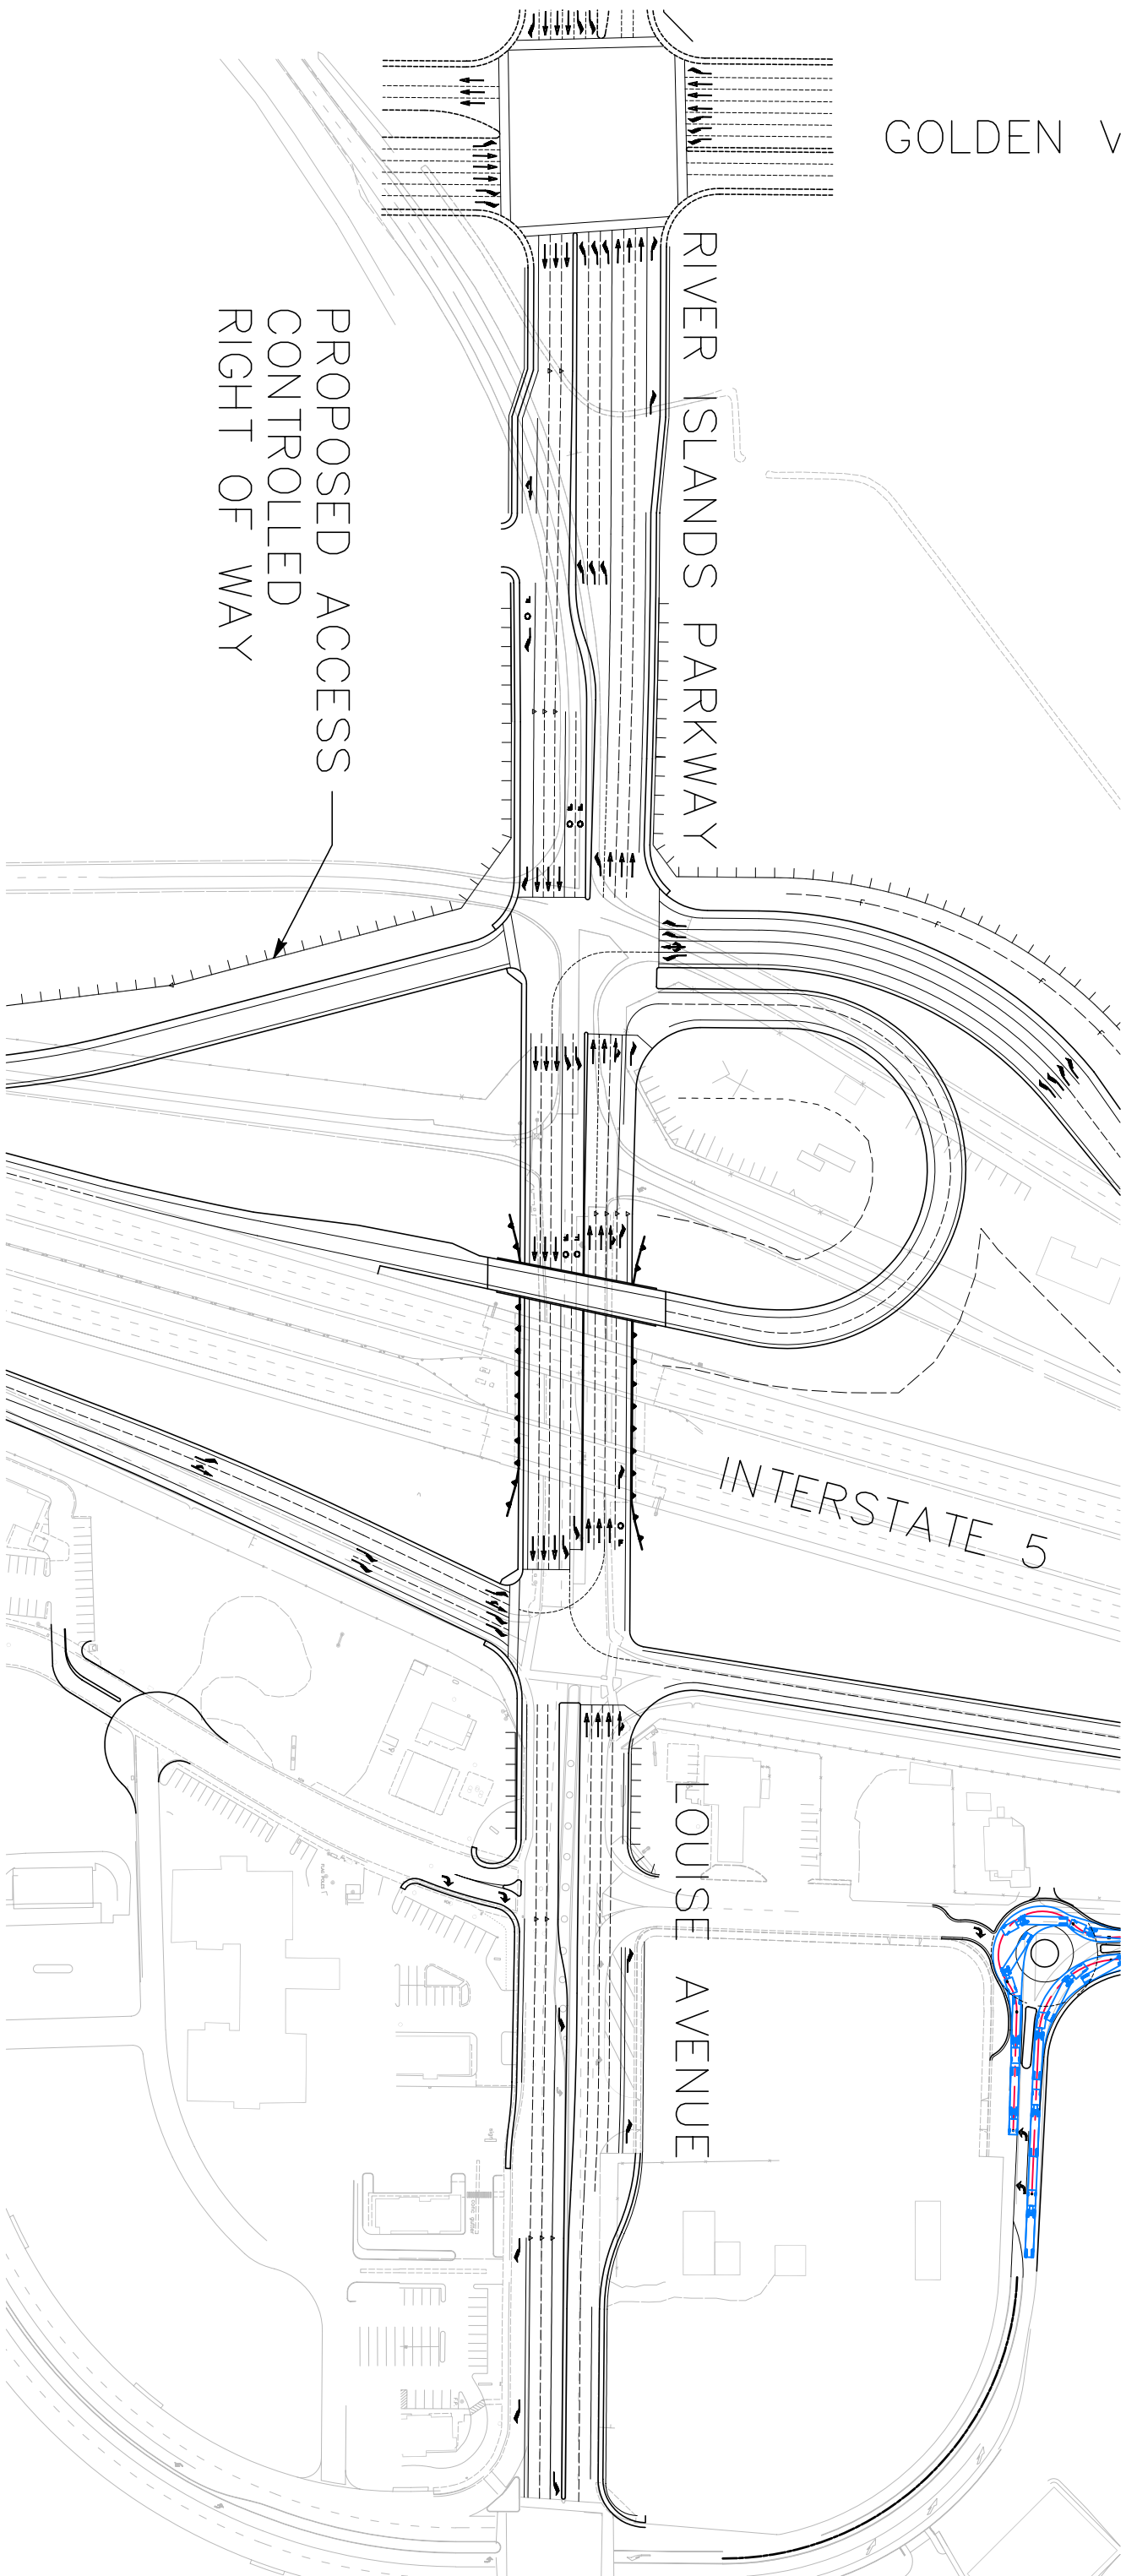 GOLDEN V
RIVER ISLANDS PARKWAY
PROPOSED ACCESS
CONTROLLED
RIGHT OF WAY
INTERSTATE 5
LOUISE AVENUE